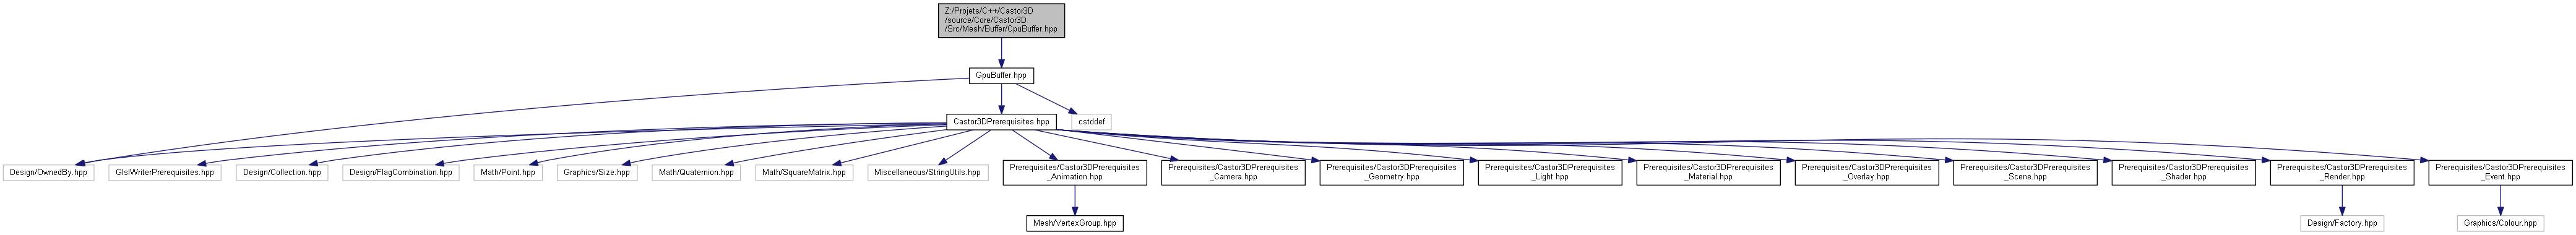 Z:/Projets/C++/Castor3D
/source/Core/Castor3D
/Src/Mesh/Buffer/CpuBuffer.hpp
GpuBuffer.hpp
Castor3DPrerequisites.hpp
cstddef
Design/OwnedBy.hpp
GlslWriterPrerequisites.hpp
Design/Collection.hpp
Design/FlagCombination.hpp
Math/Point.hpp
Graphics/Size.hpp
Math/Quaternion.hpp
Math/SquareMatrix.hpp
Miscellaneous/StringUtils.hpp
Prerequisites/Castor3DPrerequisites
_Animation.hpp
Prerequisites/Castor3DPrerequisites
_Camera.hpp
Prerequisites/Castor3DPrerequisites
_Geometry.hpp
Prerequisites/Castor3DPrerequisites
_Light.hpp
Prerequisites/Castor3DPrerequisites
_Material.hpp
Prerequisites/Castor3DPrerequisites
_Overlay.hpp
Prerequisites/Castor3DPrerequisites
_Scene.hpp
Prerequisites/Castor3DPrerequisites
_Shader.hpp
Prerequisites/Castor3DPrerequisites
_Render.hpp
Prerequisites/Castor3DPrerequisites
_Event.hpp
Mesh/VertexGroup.hpp
Design/Factory.hpp
Graphics/Colour.hpp